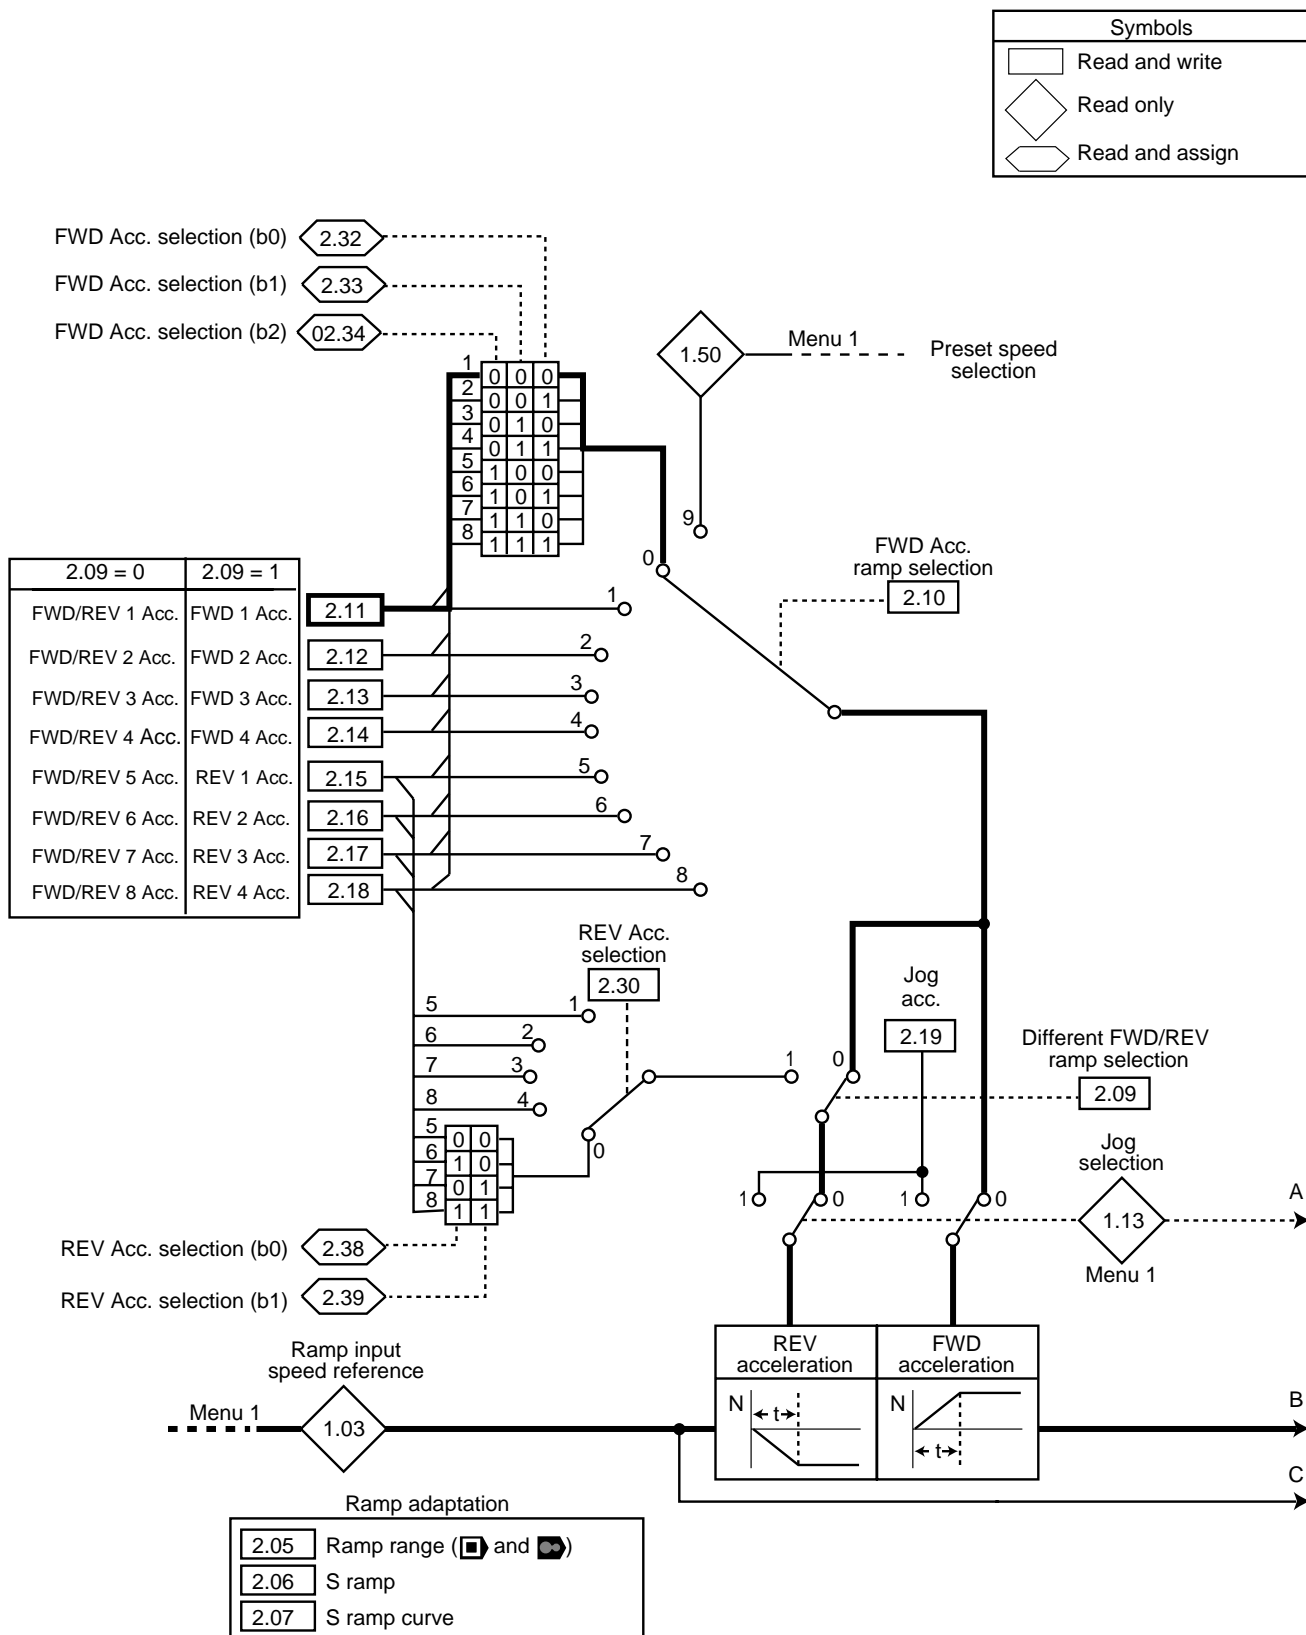 Symbols
Read and write
Read only
Read and assign
FWD Acc. selection (b0) 2.32
FWD Acc. selection (b1) 2.33
FWD Acc. selection (b2) 02.34
1.50 Menu 1 Preset speed
selection
1 0 0 0
2 0 0 1
3 0 1 0
4 0 1 1
5 1 0 0
6 1 0 1
7 1 1 0
8 1 1 1
9
0
FWD Acc.
ramp selection
2.10
2.09 = 0 2.09 = 1
FWD/REV 1 Acc. FWD 1 Acc. 2.11 1
FWD/REV 2 Acc. FWD 2 Acc. 2.12 2
FWD/REV 3 Acc. FWD 3 Acc. 2.13 3
FWD/REV 4 Acc. FWD 4 Acc. 2.14 4
FWD/REV 5 Acc. REV 1 Acc. 2.15 5
FWD/REV 6 Acc. REV 2 Acc. 2.16 6
FWD/REV 7 Acc. REV 3 Acc. 2.17 7
FWD/REV 8 Acc. REV 4 Acc. 2.18 8
REV Acc.
selection
2.30
Jog
acc.
2.19
5 1
6 2
7 3
8 4
1 0
Different FWD/REV
ramp selection
2.09
5 0 0
6 1 0
7 0 1
8 1 1
0
Jog
selection
1 0 1 0
1.13
Menu 1
A
REV Acc. selection (b0) 2.38
REV Acc. selection (b1) 2.39
Ramp input
speed reference
Menu 1 1.03
REV
acceleration
N t
FWD
acceleration
N t
B
C
Ramp adaptation
2.05 Ramp range ( and )
2.06 S ramp
2.07 S ramp curve